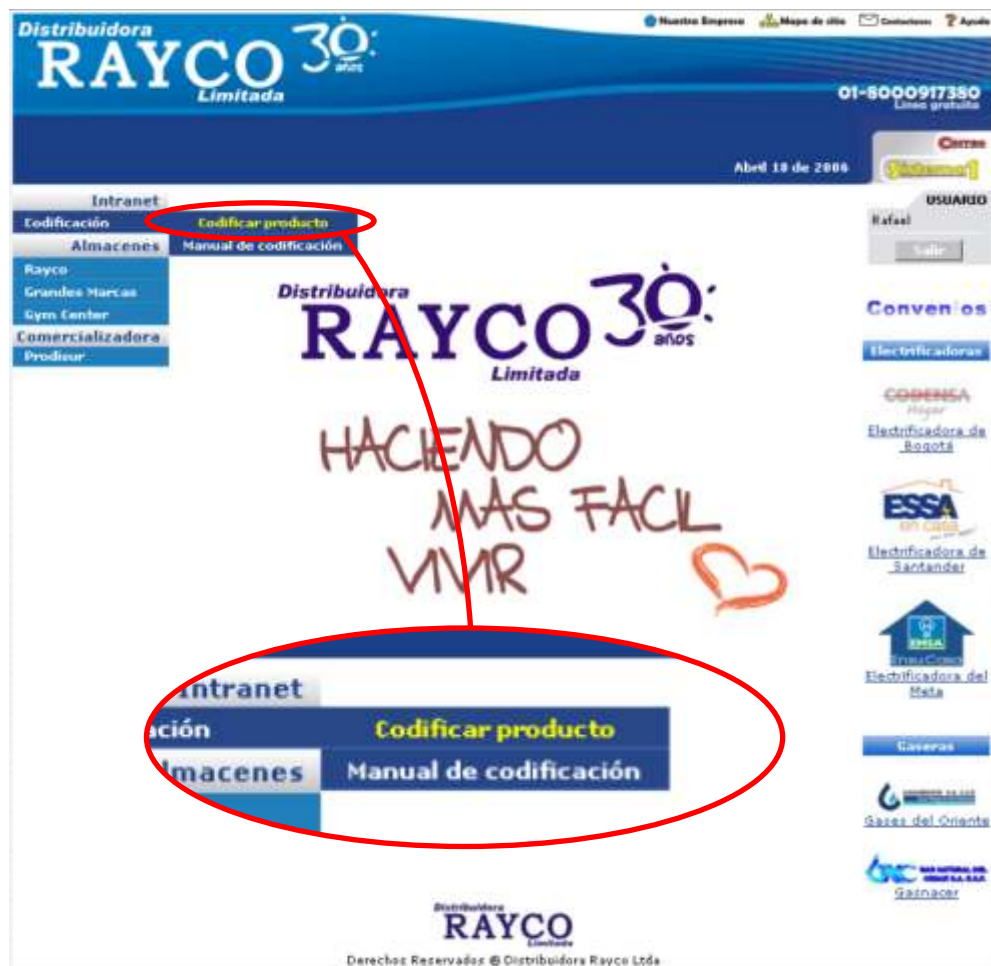 Distribuidora
RAYCO 30 años
Limitada
Nuestra Empresa Mapa de sitio Contactenos Ayuda
01-8000917380
Linea gratuita
Cerrar
Abril 18 de 2006
USUARIO
Rafael
Salir
Intranet
Codificación Codificar producto
Almacenes Manual de codificación
Rayco
Grandes Marcas
Gym Center
Comercializadora
Prodisur
Distribuidora
RAYCO 30 años
Limitada
HACIENDO
MAS FACIL
VIVIR
Convenios
Electrificadoras
CODENSA
Hogar
Electrificadora de
Bogotá
ESSA
en casa
Electrificadora de
Santander
EMSA
Electrificadora del
Meta
Gaseras
Gases del Oriente
Gasnacer
Intranet
ación Codificar producto
lmacenes Manual de codificación
Distribuidora
RAYCO
Limitada
Derechos Reservados @ Distribuidora Rayco Ltda